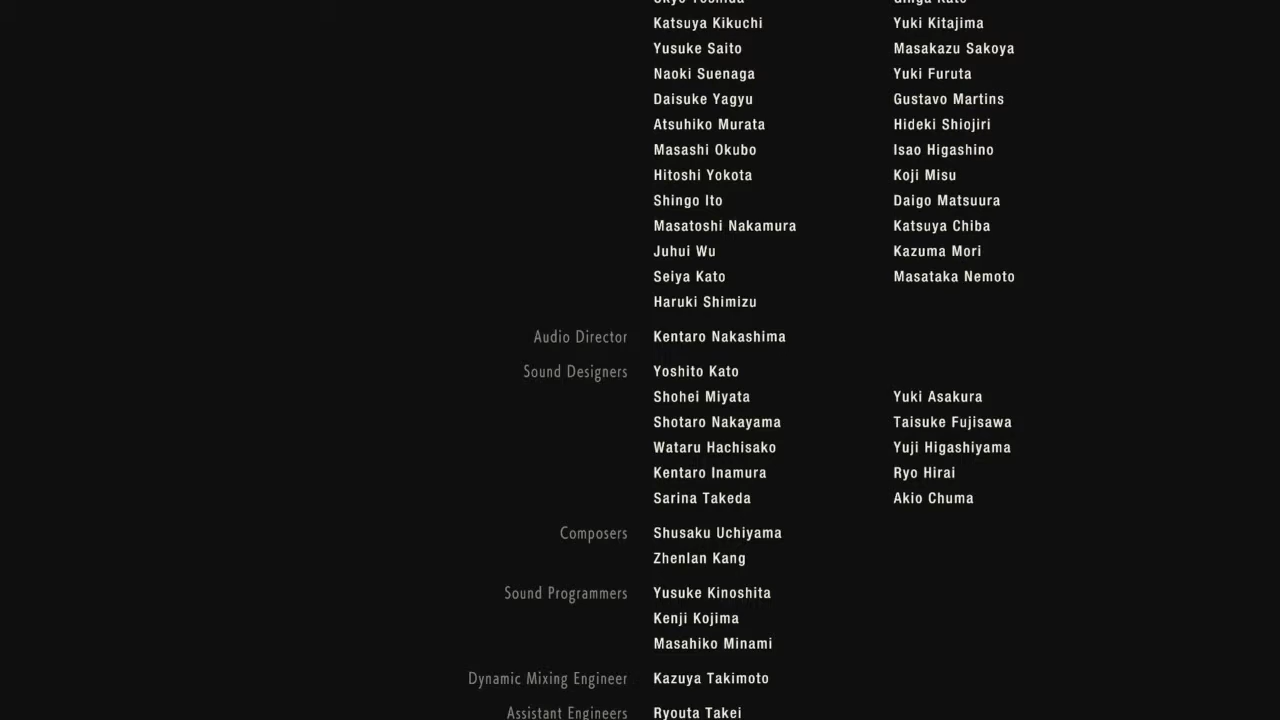 Katsuya Kikuchi Yuki Kitajima
Yusuke Saito Masakazu Sakoya
Naoki Suenaga Yuki Furuta
Daisuke Yagyu Gustavo Martins
Atsuhiko Murata Hideki Shiojiri
Masashi Okubo Isao Higashino
Hitoshi Yokota Koji Misu
Shingo Ito Daigo Matsuura
Masatoshi Nakamura Katsuya Chiba
Juhui Wu Kazuma Mori
Seiya Kato Masataka Nemoto
Haruki Shimizu
Audio Director Kentaro Nakashima
Sound Designers Yoshito Kato
Shohei Miyata Yuki Asakura
Shotaro Nakayama Taisuke Fujisawa
Wataru Hachisako Yuji Higashiyama
Kentaro Inamura Ryo Hirai
Sarina Takeda Akio Chuma
Composers Shusaku Uchiyama
Zhenlan Kang
Sound Programmers Yusuke Kinoshita
Kenji Kojima
Masahiko Minami
Dynamic Mixing Engineer Kazuya Takimoto
Assistant Engineers Ryouta Takei